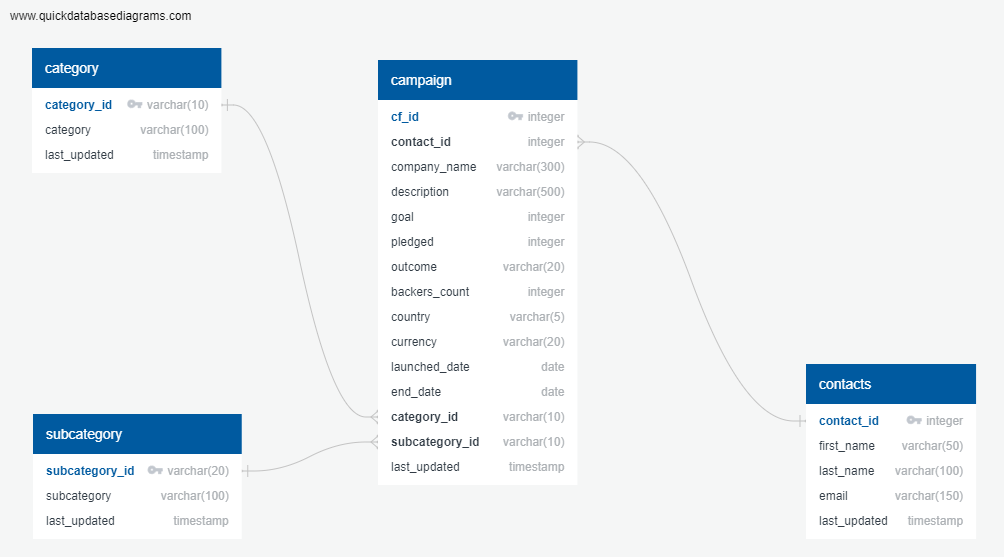 www.quickdatabasediagrams.com
category
category_id varchar(10)
category varchar(100)
last_updated timestamp
campaign
cf_id integer
contact_id integer
company_name varchar(300)
description varchar(500)
goal integer
pledged integer
outcome varchar(20)
backers_count integer
country varchar(5)
currency varchar(20)
launched_date date
end_date date
category_id varchar(10)
subcategory_id varchar(10)
last_updated timestamp
subcategory
subcategory_id varchar(20)
subcategory varchar(100)
last_updated timestamp
contacts
contact_id integer
first_name varchar(50)
last_name varchar(100)
email varchar(150)
last_updated timestamp